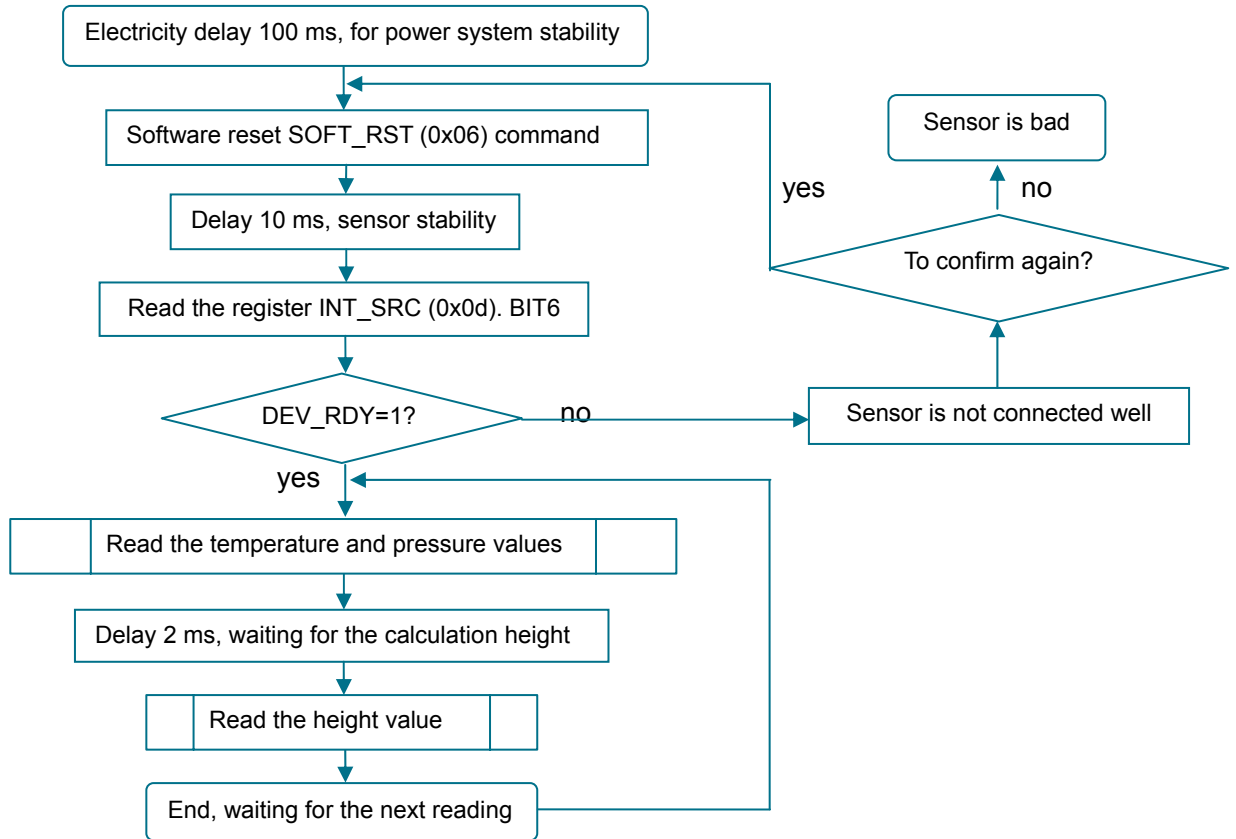 Electricity delay 100 ms, for power system stability
Software reset SOFT_RST (0x06) command
Delay 10 ms, sensor stability
Read the register INT_SRC (0x0d). BIT6
DEV_RDY=1?
no
yes
Sensor is not connected well
To confirm again?
yes
no
Sensor is bad
Read the temperature and pressure values
Delay 2 ms, waiting for the calculation height
Read the height value
End, waiting for the next reading